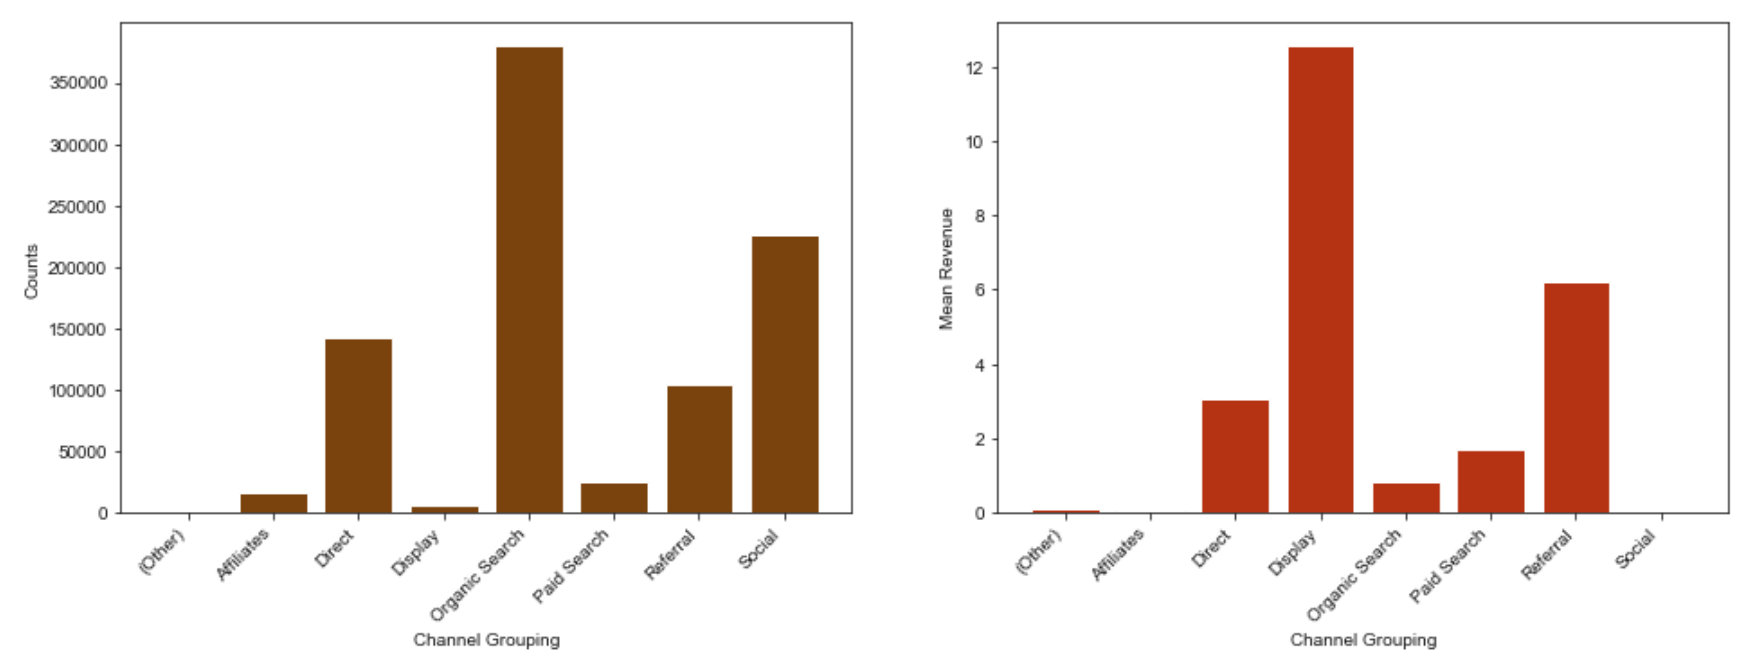 350000
300000
250000
200000
150000
100000
50000
0
Counts
(Other)
Affiliates
Direct
Display
Organic Search
Paid Search
Referral
Social
Channel Grouping
12
10
8
6
4
2
0
Mean Revenue
(Other)
Affiliates
Direct
Display
Organic Search
Paid Search
Referral
Social
Channel Grouping